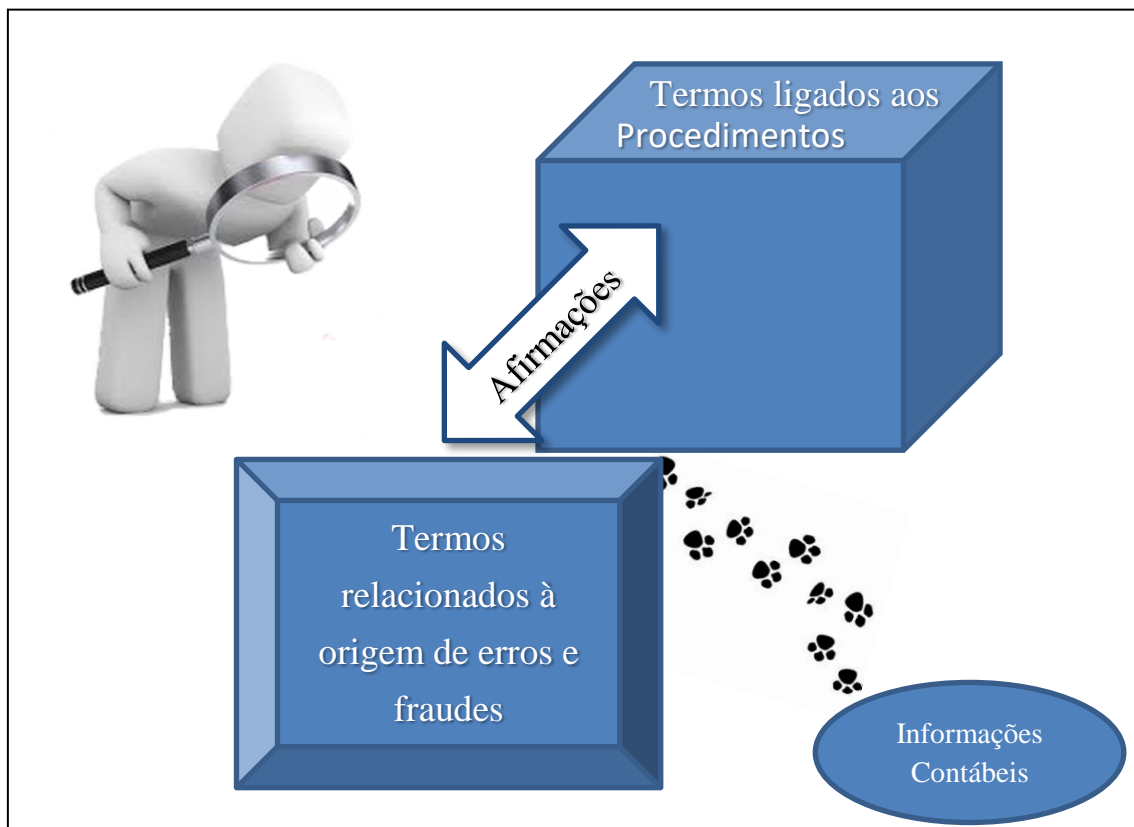 Termos ligados aos
Procedimentos
Afirmações
Termos
relacionados à
origem de erros e
fraudes
Informações
Contábeis